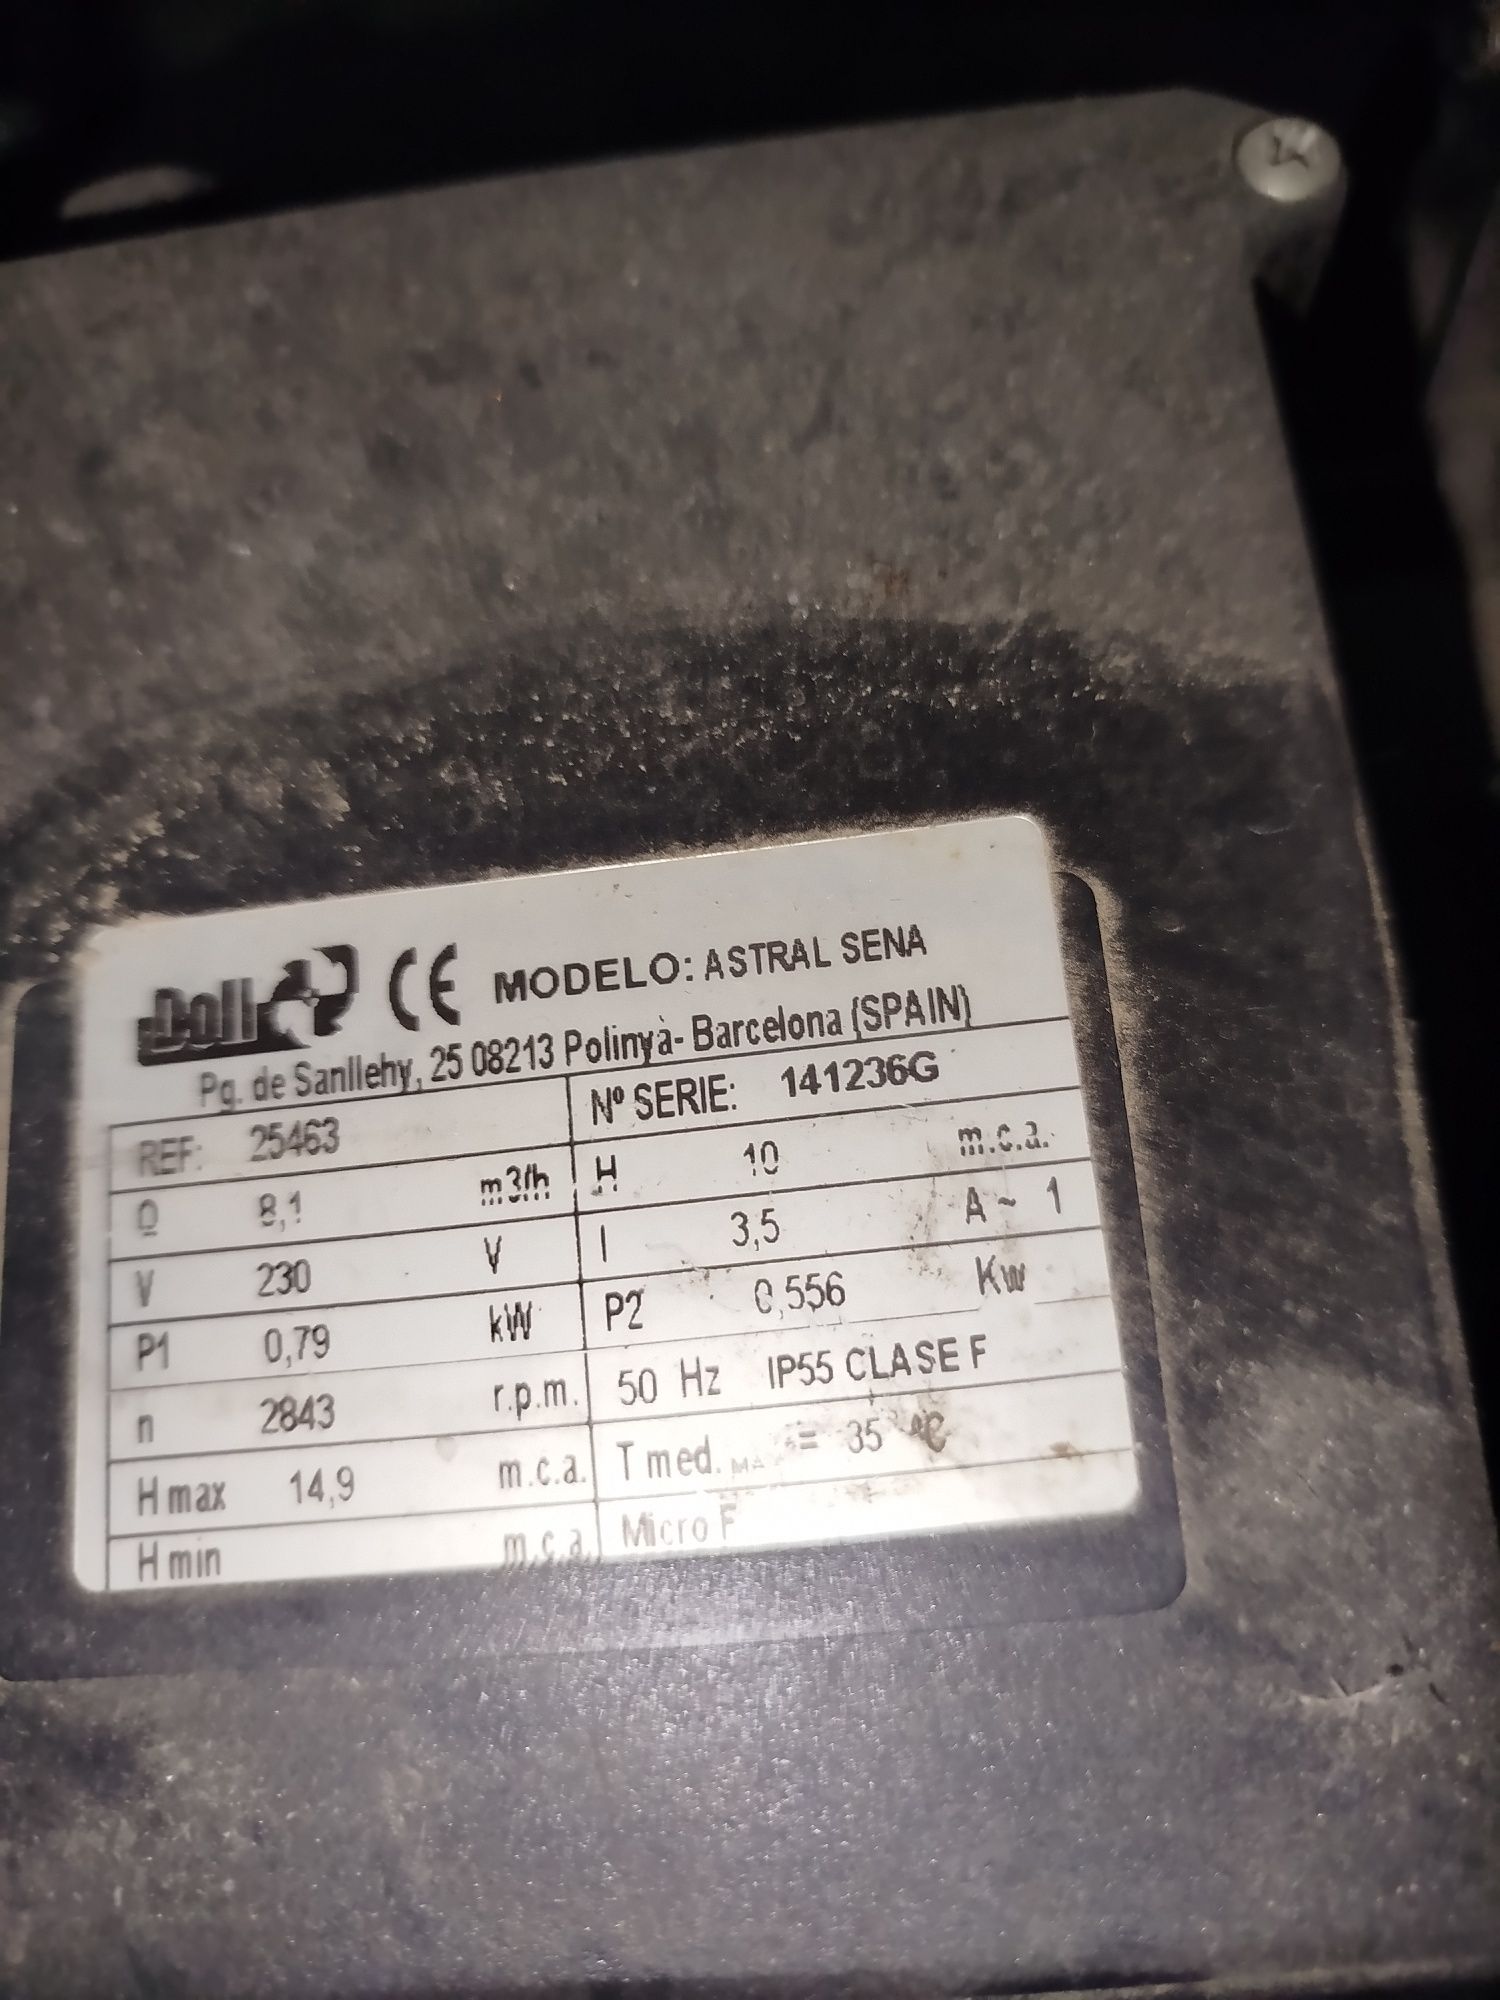 Doll CE MODELO: ASTRAL SENA
Pg. de Sanllehy, 25 08213 Polinyà- Barcelona (SPAIN)
REF: 25463 Nº SERIE: 141236G
Q 8,1 m3/h H 10 m.c.a.
V 230 V I 3,5 A ~ 1
P1 0,79 kW P2 0,556 Kw
n 2843 r.p.m. 50 Hz IP55 CLASE F
H max 14,9 m.c.a. T med. = 35 ºC
H min m.c.a. Micro F